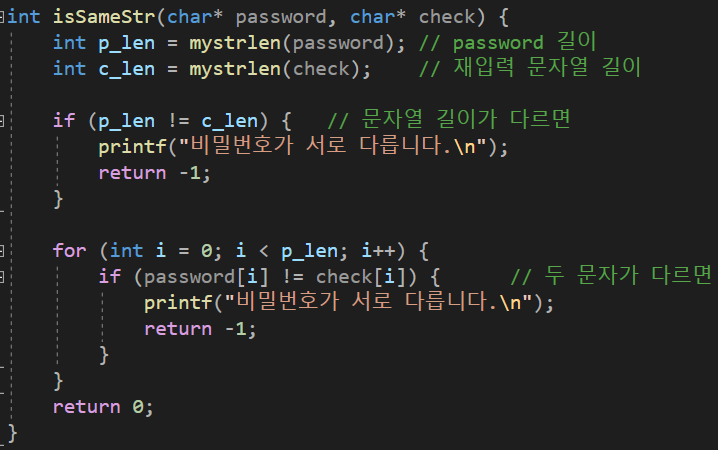 int isSameStr(char* password, char* check) {
int p_len = mystrlen(password); // password 길이
int c_len = mystrlen(check); // 재입력 문자열 길이
if (p_len != c_len) { // 문자열 길이가 다르면
printf("비밀번호가 서로 다릅니다.\n");
return -1;
}
for (int i = 0; i < p_len; i++) {
if (password[i] != check[i]) { // 두 문자가 다르면
printf("비밀번호가 서로 다릅니다.\n");
return -1;
}
}
return 0;
}